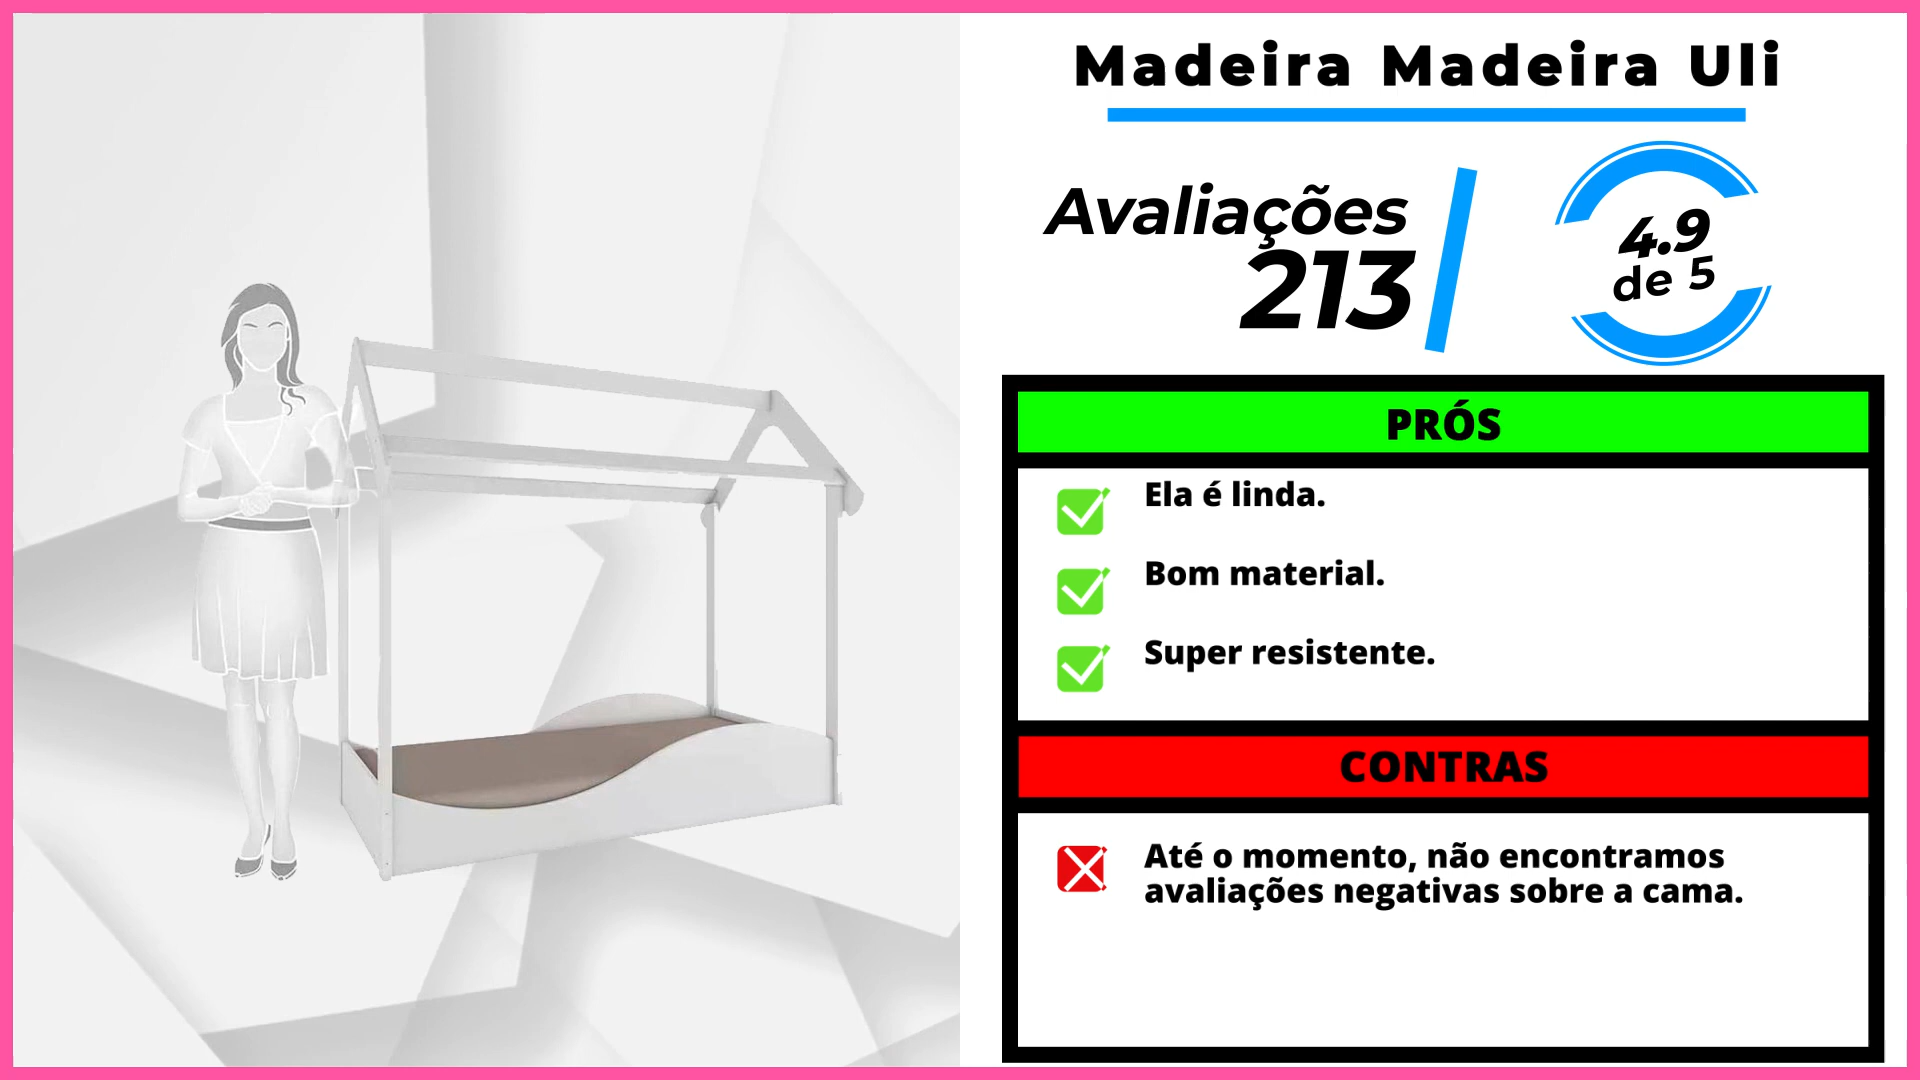 Madeira Madeira Uli
Avaliações
213
4.9
de 5
PRÓS
Ela é linda.
Bom material.
Super resistente.
CONTRAS
Até o momento, não encontramos
avaliações negativas sobre a cama.